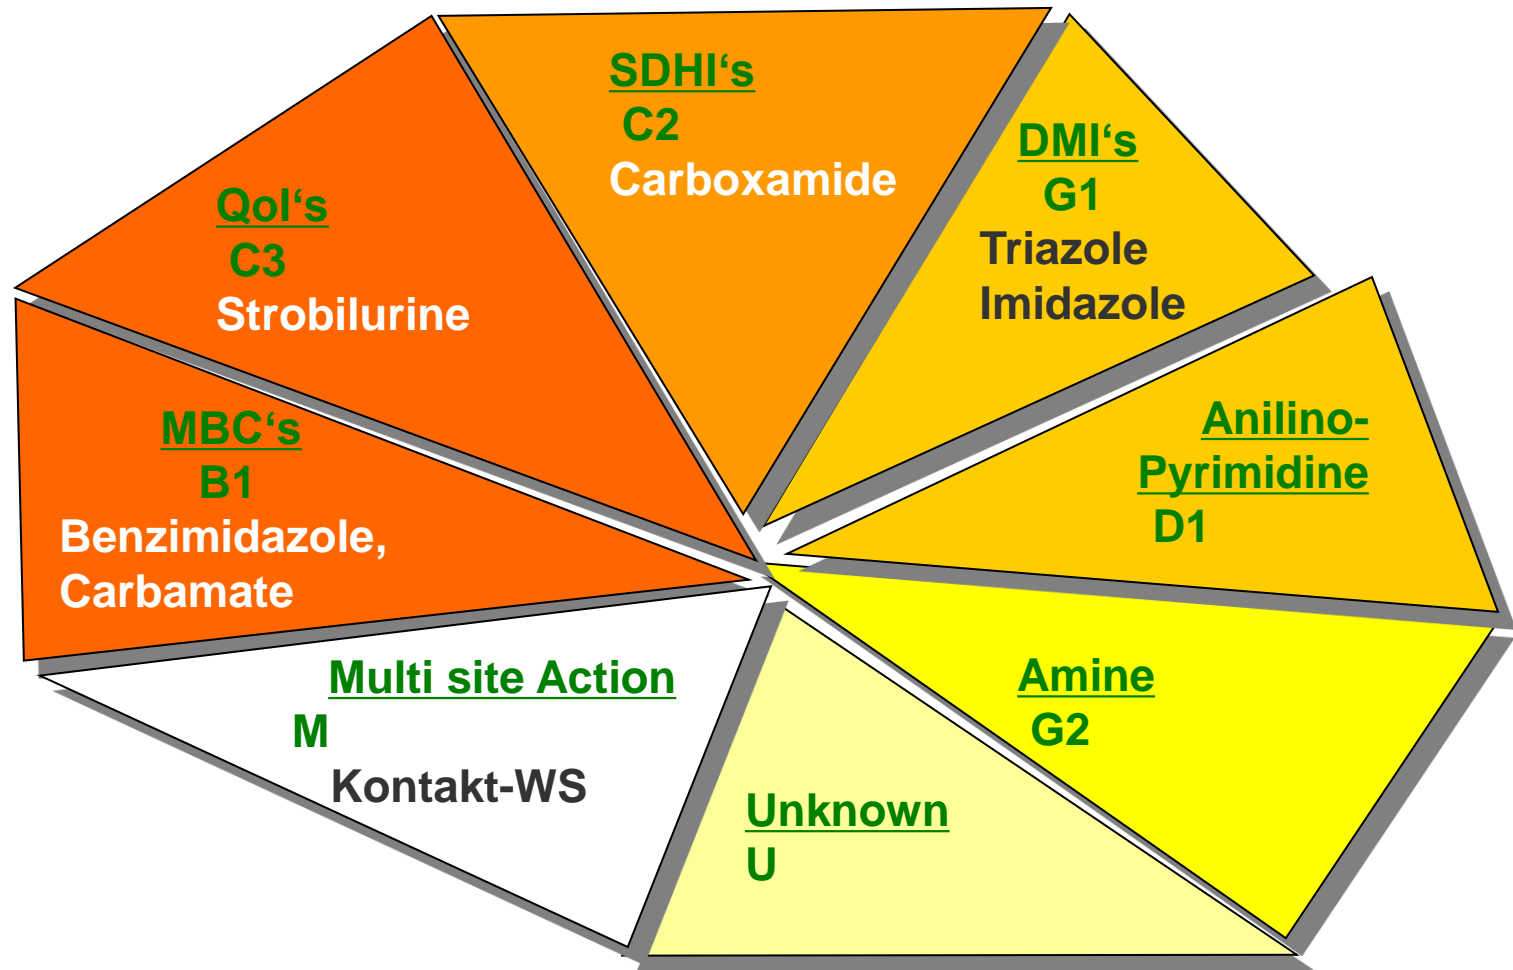 SDHI‘s
C2
Carboxamide
DMI‘s
G1
Triazole
Imidazole
QoI‘s
C3
Strobilurine
Anilino-
Pyrimidine
D1
MBC‘s
B1
Benzimidazole,
Carbamate
Multi site Action
M
Kontakt-WS
Amine
G2
Unknown
U